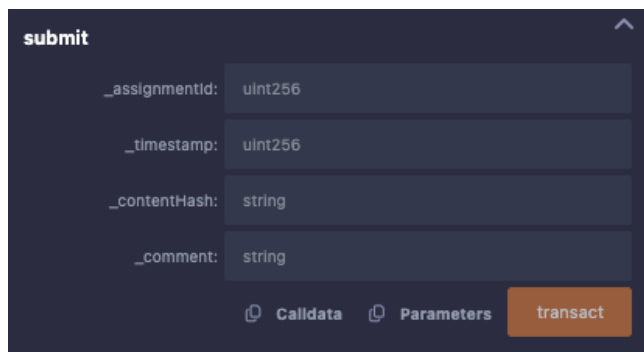 submit
_assignmentId: uint256
_timestamp: uint256
_contentHash: string
_comment: string
Calldata Parameters transact